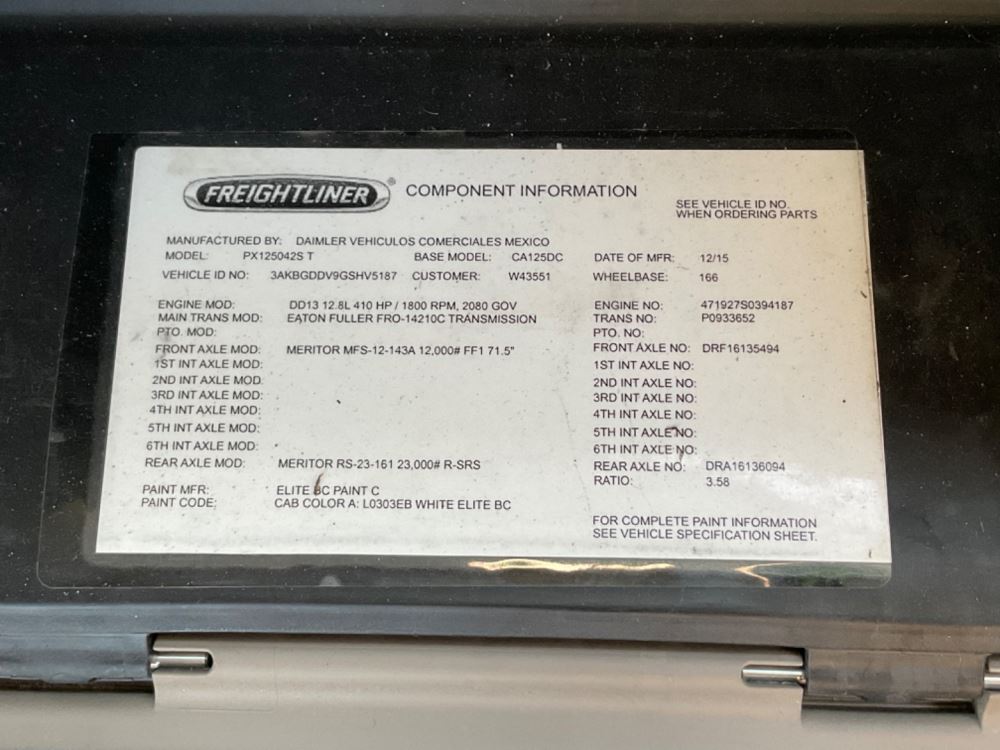 FREIGHTLINER® COMPONENT INFORMATION
SEE VEHICLE ID NO.
WHEN ORDERING PARTS
MANUFACTURED BY: DAIMLER VEHICULOS COMERCIALES MEXICO
MODEL: PX125042S T BASE MODEL: CA125DC DATE OF MFR: 12/15
VEHICLE ID NO: 3AKBGDDV9GSHV5187 CUSTOMER: W43551 WHEELBASE: 166
ENGINE MOD: DD13 12.8L 410 HP / 1800 RPM, 2080 GOV ENGINE NO: 471927S0394187
MAIN TRANS MOD: EATON FULLER FRO-14210C TRANSMISSION TRANS NO: P0933652
PTO. MOD: PTO. NO:
FRONT AXLE MOD: MERITOR MFS-12-143A 12,000# FF1 71.5" FRONT AXLE NO: DRF16135494
1ST INT AXLE MOD: 1ST INT AXLE NO:
2ND INT AXLE MOD. 2ND INT AXLE NO:
3RD INT AXLE MOD: 3RD INT AXLE NO:
4TH INT AXLE MOD: 4TH INT AXLE NO:
5TH INT AXLE MOD: 5TH INT AXLE NO:
6TH INT AXLE MOD: 6TH INT AXLE NO:
REAR AXLE MOD: MERITOR RS-23-161 23,000# R-SRS REAR AXLE NO: DRA16136094
RATIO: 3.58
PAINT MFR: ELITE BC PAINT C
PAINT CODE: CAB COLOR A: L0303EB WHITE ELITE BC
FOR COMPLETE PAINT INFORMATION
SEE VEHICLE SPECIFICATION SHEET.